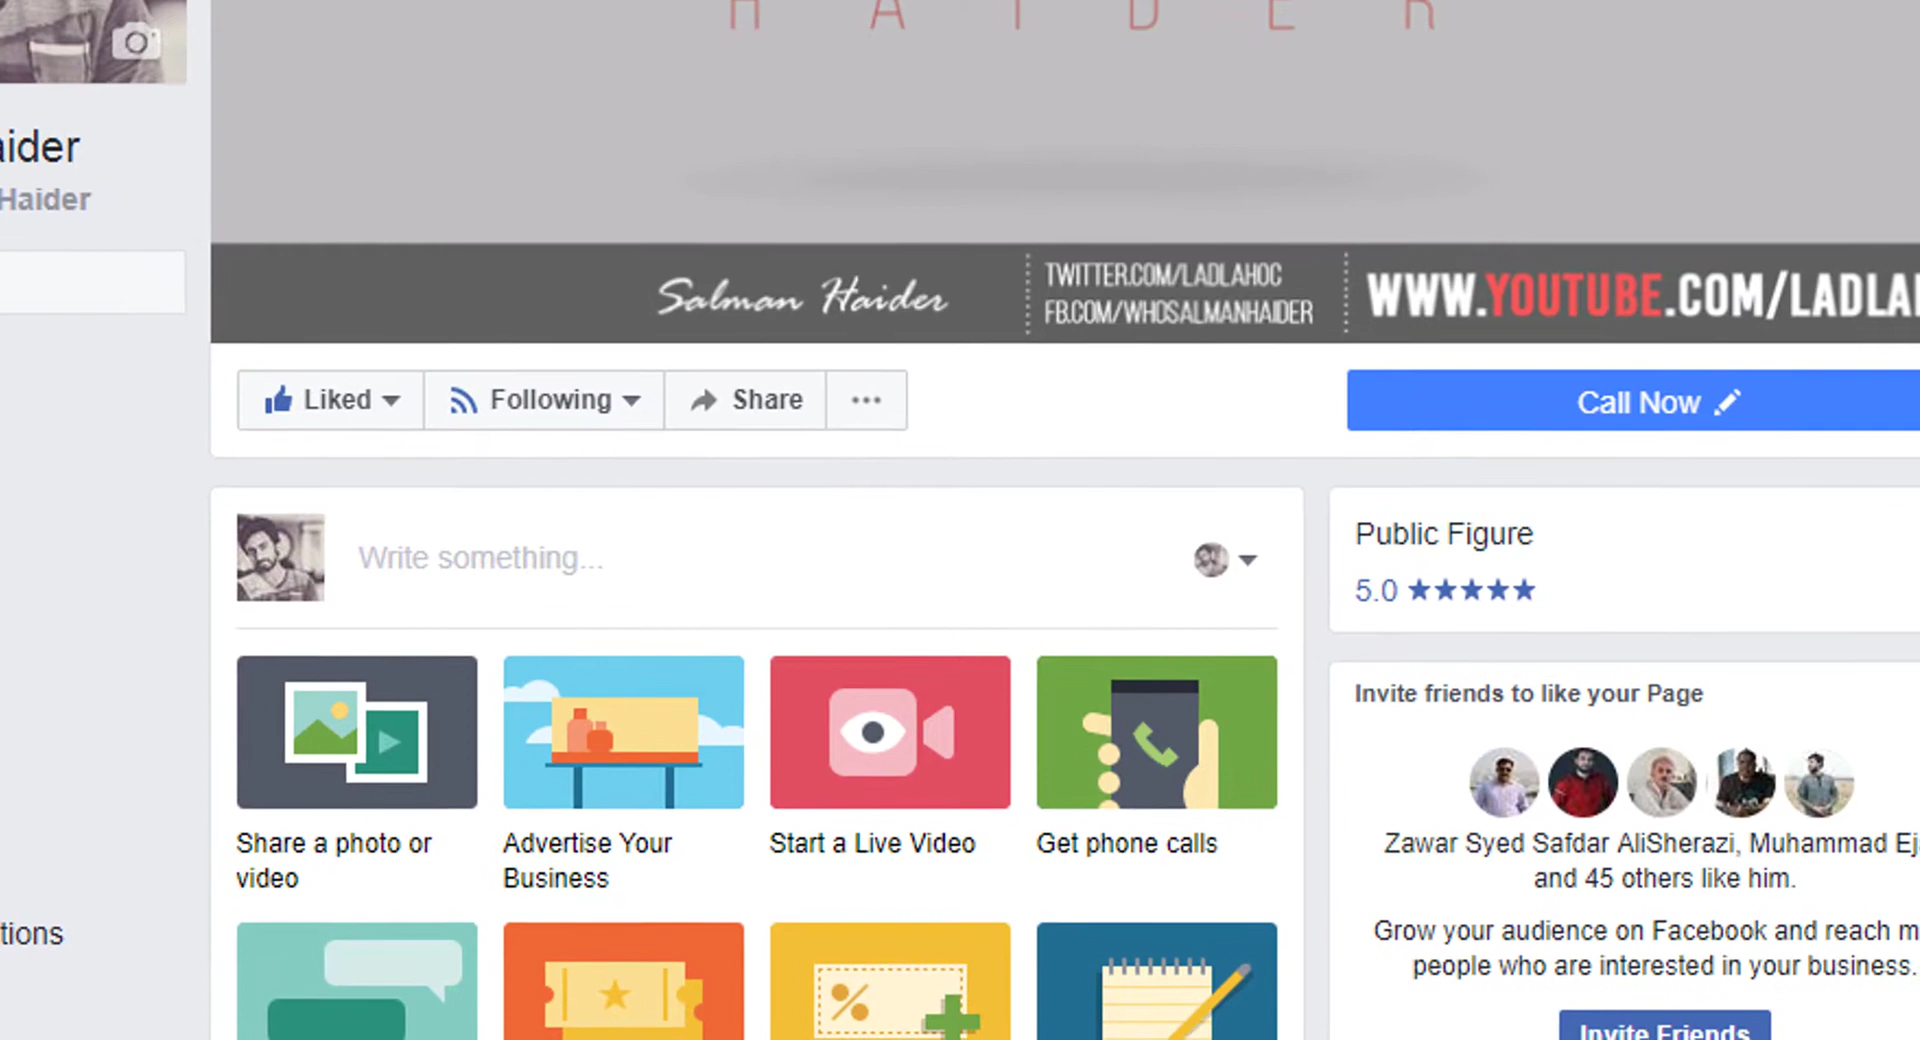 HAIDER
aider
Haider
Salman Haider
TWITTER.COM/LADLAHOC
FB.COM/WHOSALMANHAIDER
WWW.YOUTUBE.COM/LADLA
Liked
Following
Share
Call Now
Write something...
Public Figure
5.0
Invite friends to like your Page
Share a photo or
video
Advertise Your
Business
Start a Live Video
Get phone calls
Zawar Syed Safdar AliSherazi, Muhammad Ej
and 45 others like him.
Grow your audience on Facebook and reach m
people who are interested in your business.
tions
Invite Friends